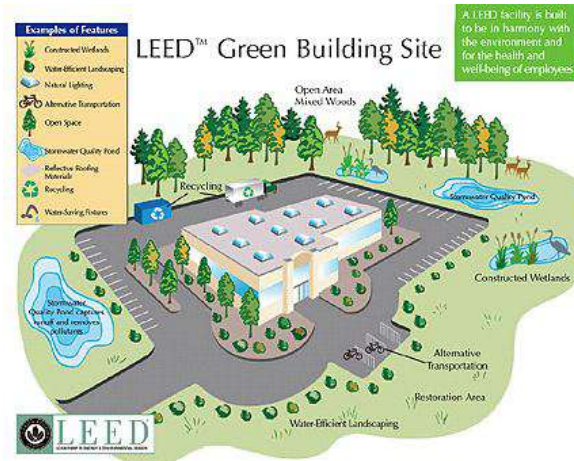 Examples of Features
Constructed Wetlands
Water-Efficient Landscaping
Natural Lighting
Alternative Transportation
Open Space
Stormwater Quality Pond
Reflective Roofing
Materials
Recycling
Water-Saving Fixtures
LEED™ Green Building Site
A LEED facility is built
to be in harmony with
the environment and
for the health and
well-being of employees
Open Area
Mixed Woods
Recycling
Stormwater Quality Pond
Constructed Wetlands
Stormwater
Quality Pond captures
runoff and removes
pollutants
Alternative
Transportation
Restoration Area
Water-Efficient Landscaping
LEED